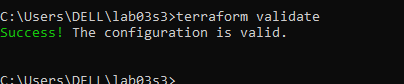 C:\Users\DELL\lab03s3>terraform validate
Success! The configuration is valid.
C:\Users\DELL\lab03s3>